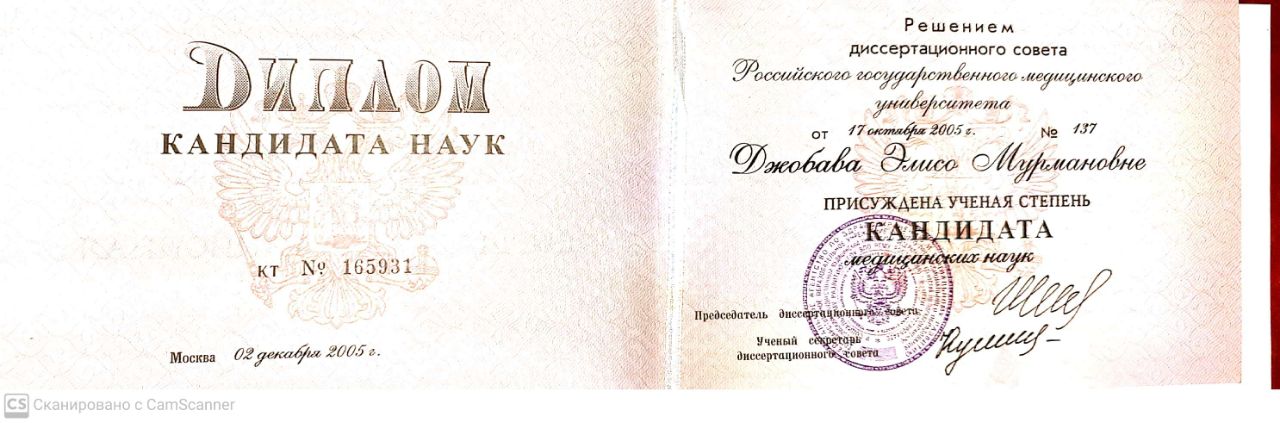 ДИПЛОМ
КАНДИДАТА НАУК
КТ № 165931
Москва 02 декабря 2005 г.
Решением
диссертационного совета
Российского государственного медицинского
университета
от 17 октября 2005 г. № 137
Джобава Элисо Мурмановне
ПРИСУЖДЕНА УЧЕНАЯ СТЕПЕНЬ
КАНДИДАТА
медицинских наук
Председатель диссертационного совета
Ученый секретарь
диссертационного совета
CS Сканировано с CamScanner